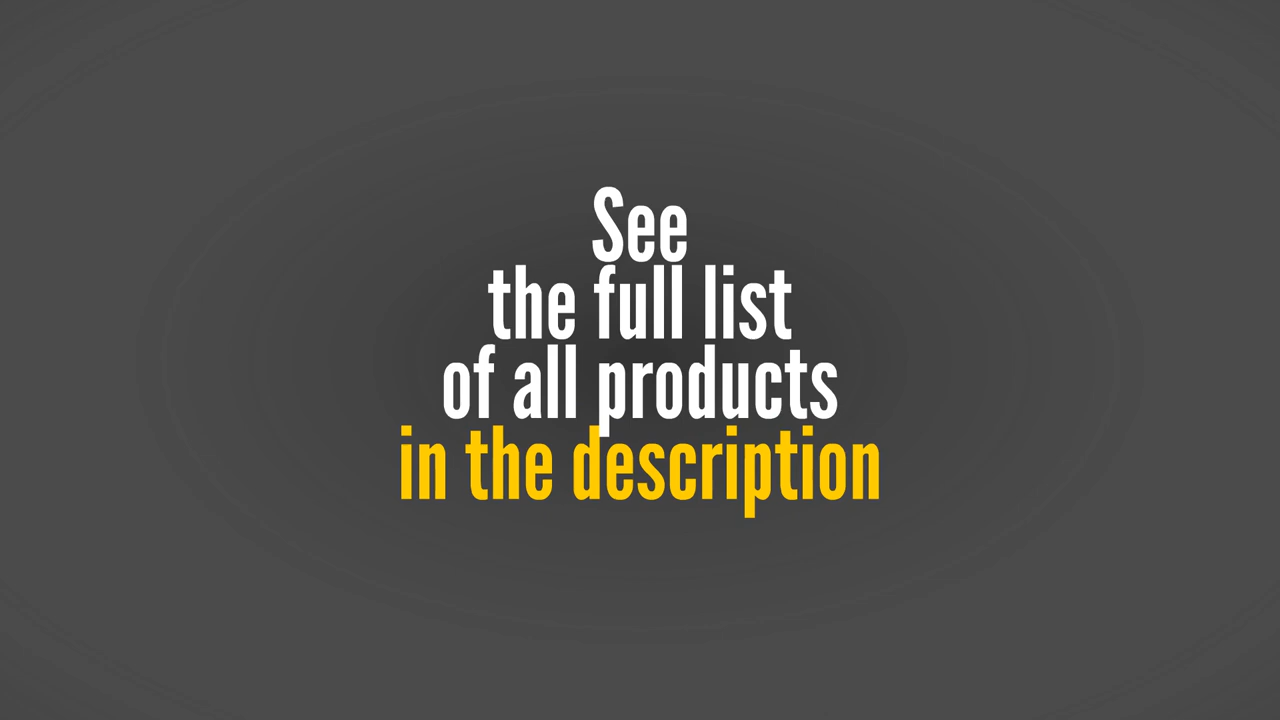 See
the full list
of all products
in the description